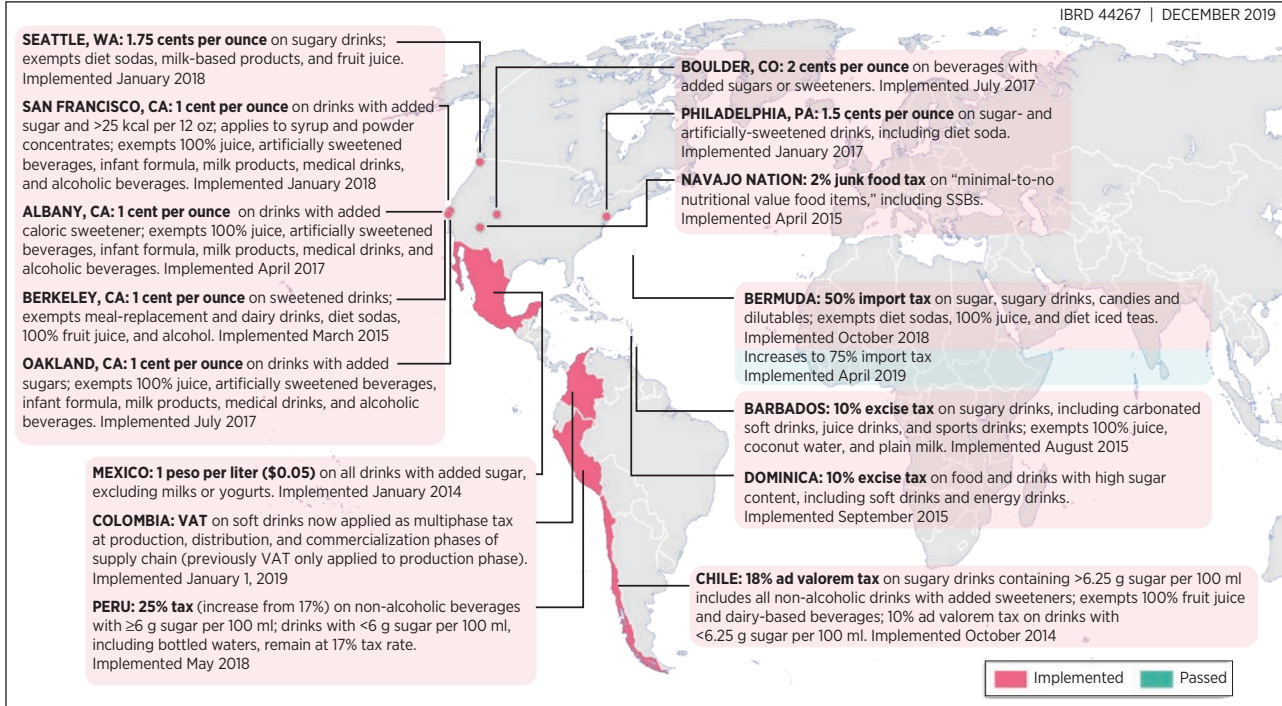 IBRD 44267 | DECEMBER 2019
SEATTLE, WA: 1.75 cents per ounce on sugary drinks;
exempts diet sodas, milk-based products, and fruit juice.
Implemented January 2018
SAN FRANCISCO, CA: 1 cent per ounce on drinks with added
sugar and >25 kcal per 12 oz; applies to syrup and powder
concentrates; exempts 100% juice, artificially sweetened
beverages, infant formula, milk products, medical drinks,
and alcoholic beverages. Implemented January 2018
ALBANY, CA: 1 cent per ounce on drinks with added
caloric sweetener; exempts 100% juice, artificially sweetened
beverages, infant formula, milk products, medical drinks, and
alcoholic beverages. Implemented April 2017
BERKELEY, CA: 1 cent per ounce on sweetened drinks;
exempts meal-replacement and dairy drinks, diet sodas,
100% fruit juice, and alcohol. Implemented March 2015
OAKLAND, CA: 1 cent per ounce on drinks with added
sugars; exempts 100% juice, artificially sweetened beverages,
infant formula, milk products, medical drinks, and alcoholic
beverages. Implemented July 2017
BOULDER, CO: 2 cents per ounce on beverages with
added sugars or sweeteners. Implemented July 2017
PHILADELPHIA, PA: 1.5 cents per ounce on sugar- and
artificially-sweetened drinks, including diet soda.
Implemented January 2017
NAVAJO NATION: 2% junk food tax on “minimal-to-no
nutritional value food items,” including SSBs.
Implemented April 2015
BERMUDA: 50% import tax on sugar, sugary drinks, candies and
dilutables; exempts diet sodas, 100% juice, and diet iced teas.
Implemented October 2018
Increases to 75% import tax
Implemented April 2019
BARBADOS: 10% excise tax on sugary drinks, including carbonated
soft drinks, juice drinks, and sports drinks; exempts 100% juice,
coconut water, and plain milk. Implemented August 2015
DOMINICA: 10% excise tax on food and drinks with high sugar
content, including soft drinks and energy drinks.
Implemented September 2015
MEXICO: 1 peso per liter ($0.05) on all drinks with added sugar,
excluding milks or yogurts. Implemented January 2014
COLOMBIA: VAT on soft drinks now applied as multiphase tax
at production, distribution, and commercialization phases of
supply chain (previously VAT only applied to production phase).
Implemented January 1, 2019
PERU: 25% tax (increase from 17%) on non-alcoholic beverages
with ≥6 g sugar per 100 ml; drinks with <6 g sugar per 100 ml,
including bottled waters, remain at 17% tax rate.
Implemented May 2018
CHILE: 18% ad valorem tax on sugary drinks containing >6.25 g sugar per 100 ml
includes all non-alcoholic drinks with added sweeteners; exempts 100% fruit juice
and dairy-based beverages; 10% ad valorem tax on drinks with
<6.25 g sugar per 100 ml. Implemented October 2014
Implemented
Passed